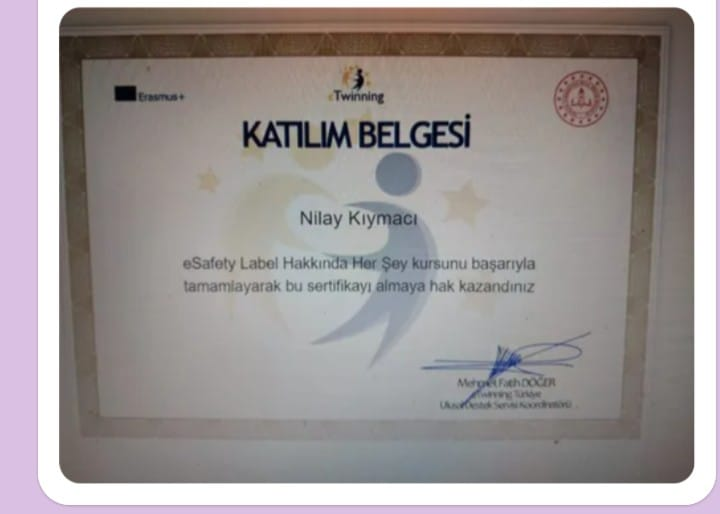 Erasmus+
eTwinning
KATILIM BELGESİ
Nilay Kıymacı
eSafety Label Hakkında Her Şey kursunu başarıyla
tamamlayarak bu sertifikayı almaya hak kazandınız
Mehmet Fatih DÖĞER
eTwinning Türkiye
Ulusal Destek Servisi Koordinatörü